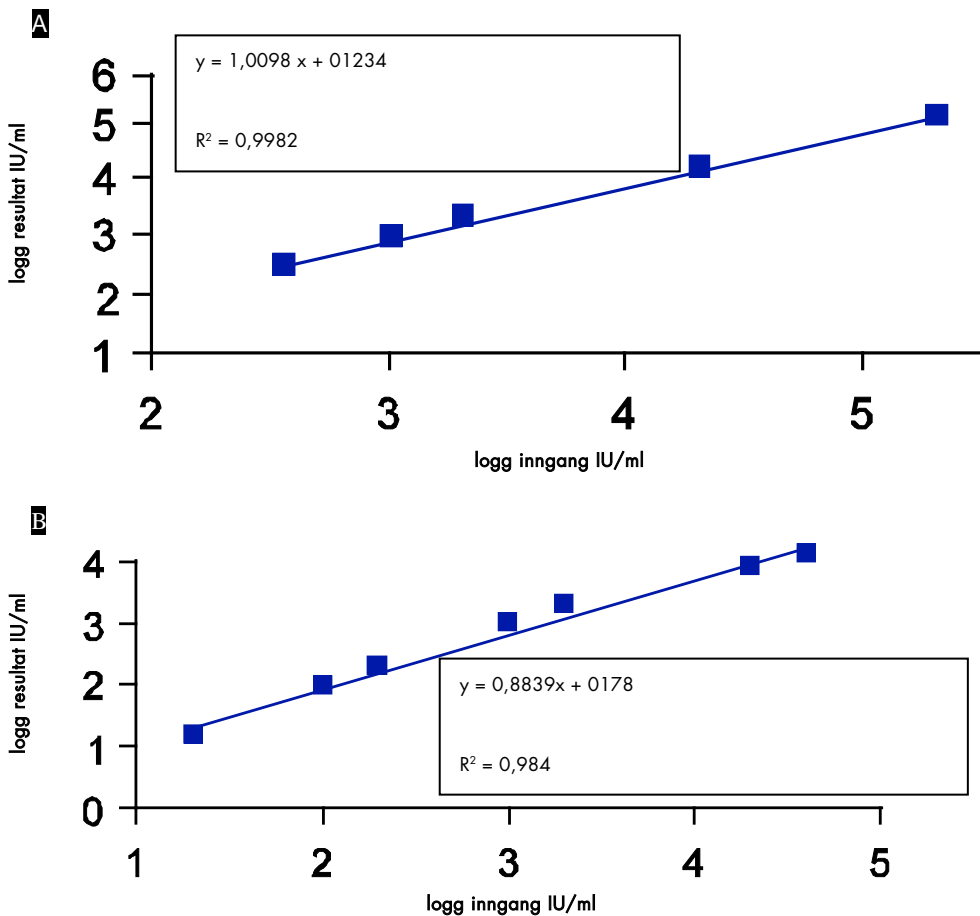 A
y = 1,0098 x + 01234
R² = 0,9982
6
5
4
3
2
1
logg resultat IU/ml
2 3 4 5
logg inngang IU/ml
B
4
3
2
1
0
logg resultat IU/ml
y = 0,8839x + 0178
R² = 0,984
1 2 3 4 5
logg inngang IU/ml